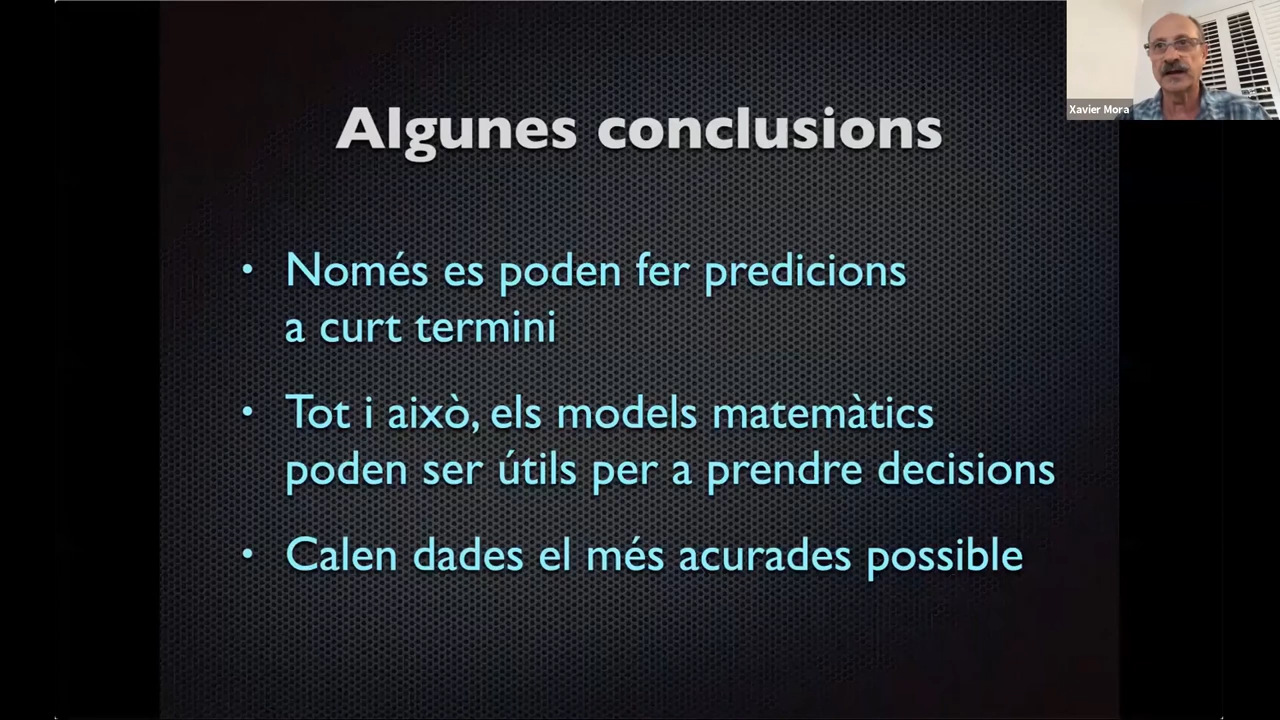 Algunes conclusions
Xavier Mora
• Només es poden fer predicions
a curt termini
• Tot i això, els models matemàtics
poden ser útils per a prendre decisions
• Calen dades el més acurades possible